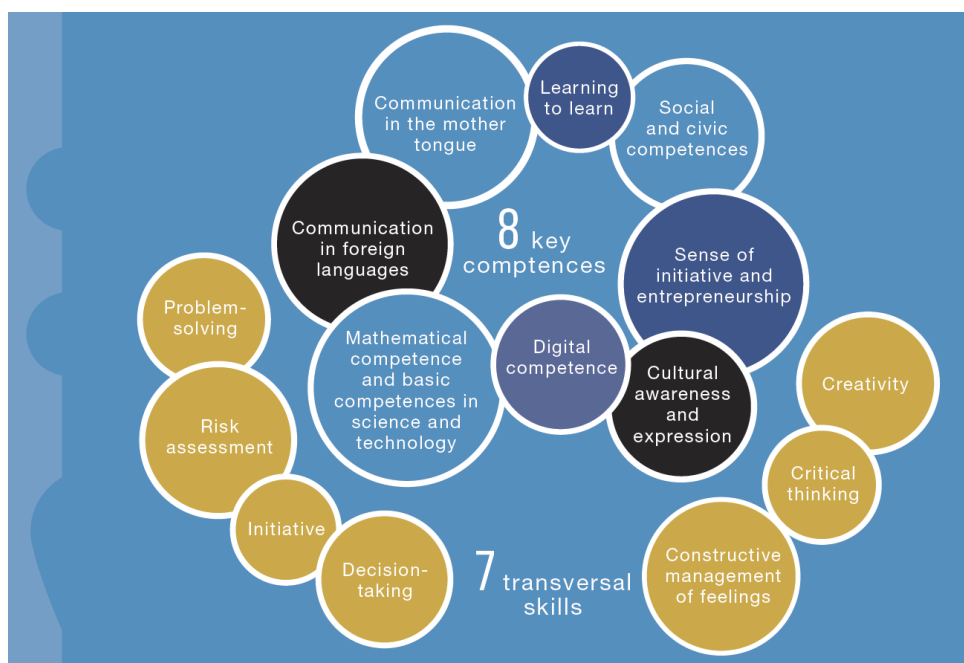 Communication
in the mother
tongue
Learning
to learn
Social
and civic
competences
Communication
in foreign
languages
8 key
comptences
Sense of
initiative and
entrepreneurship
Problem-
solving
Mathematical
competence
and basic
competences in
science and
technology
Digital
competence
Cultural
awareness
and
expression
Creativity
Risk
assessment
Critical
thinking
Initiative
Decision-
taking
7 transversal
skills
Constructive
management
of feelings